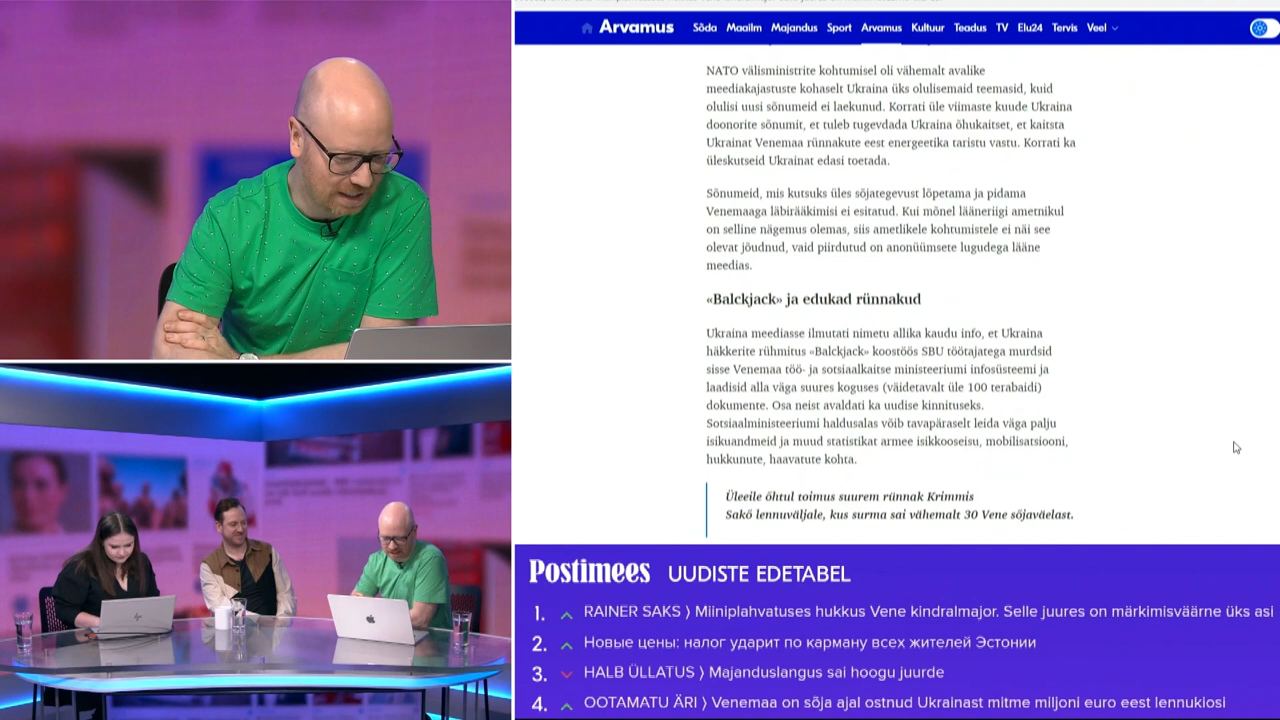 Arvamus Sõda Maailm Majandus Sport Arvamus Kultuur Teadus TV Elu24 Tervis Veel
NATO välisministrite kohtumisel oli vähemalt avalike
meediakajastuste kohaselt Ukraina üks olulisemaid teemasid, kuid
olulisi uusi sõnumeid ei laekunud. Korrati üle viimaste kuude Ukraina
doonorite sõnumit, et tuleb tugevdada Ukraina õhukaitset, et kaitsta
Ukrainat Venemaa rünnakute eest energeetika taristu vastu. Korrati ka
üleskutseid Ukrainat edasi toetada.
Sõnumeid, mis kutsuks üles sõjategevust lõpetama ja pidama
Venemaaga läbirääkimisi ei esitatud. Kui mõnel lääneriigi ametnikul
on selline nägemus olemas, siis ametlikele kohtumistele ei näi see
olevat jõudnud, vaid piirdutud on anonüümsete lugudega lääne
meedias.
«Balckjack» ja edukad rünnakud
Ukraina meediasse ilmutati nimetu allika kaudu info, et Ukraina
häkkerite rühmitus «Balckjack» koostöös SBU töötajatega murdsid
sisse Venemaa töö- ja sotsiaalkaitse ministeeriumi infosüsteemi ja
laadisid alla väga suures koguses (väidetavalt üle 100 terabaidi)
dokumente. Osa neist avaldati ka uudise kinnituseks.
Sotsiaalministeeriumi haldusalas võib tavapäraselt leida väga palju
isikuandmeid ja muud statistikat armee isikkooseisu, mobilisatsiooni,
hukkunute, haavatute kohta.
Üleeile õhtul toimus suurem rünnak Krimmis
Sakõ lennuväljale, kus surma sai vähemalt 30 Vene sõjaväelast.
Postimees UUDISTE EDETABEL
1. RAINER SAKS ⟩ Miiniplahvatuses hukkus Vene kindralmajor. Selle juures on märkimisväärne üks asi
2. Новые цены: налог ударит по карману всех жителей Эстонии
3. HALB ÜLLATUS ⟩ Majanduslangus sai hoogu juurde
4. OOTAMATU ÄRI ⟩ Venemaa on sõja ajal ostnud Ukrainast mitme miljoni euro eest lennukiosi